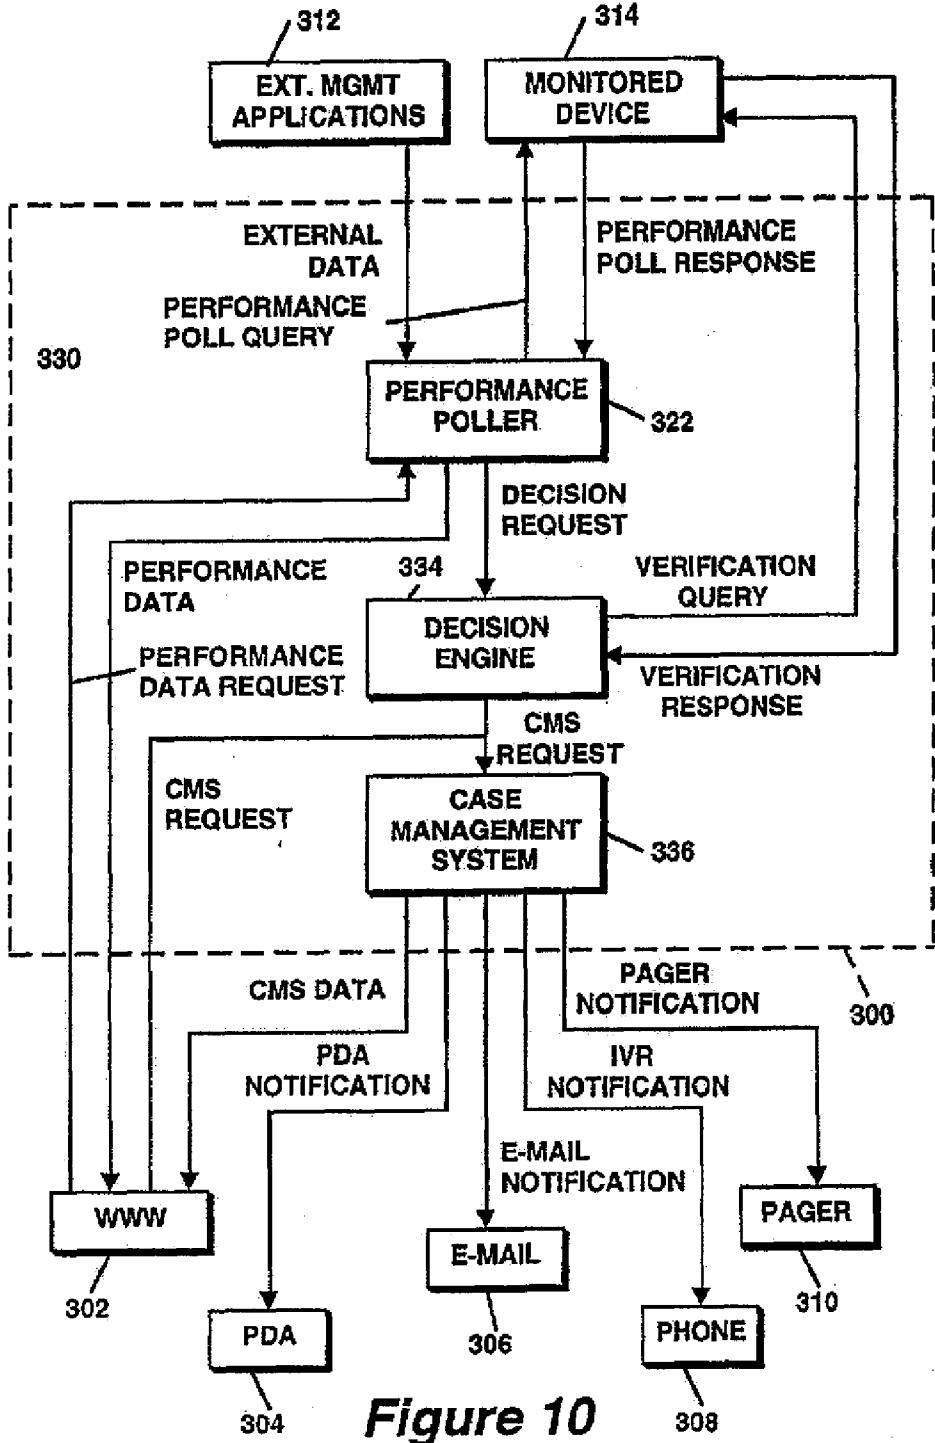 312
314
EXT. MGMT
APPLICATIONS
MONITORED
DEVICE
EXTERNAL
DATA
PERFORMANCE
POLL RESPONSE
PERFORMANCE
POLL QUERY
330
PERFORMANCE
POLLER
322
DECISION
REQUEST
PERFORMANCE
DATA
334
VERIFICATION
QUERY
DECISION
ENGINE
PERFORMANCE
DATA REQUEST
VERIFICATION
RESPONSE
CMS
REQUEST
CMS
REQUEST
CASE
MANAGEMENT
SYSTEM
336
CMS DATA
PAGER
NOTIFICATION
300
PDA
NOTIFICATION
IVR
NOTIFICATION
E-MAIL
NOTIFICATION
WWW
PAGER
E-MAIL
302
310
PDA
306
PHONE
304
308
Figure 10